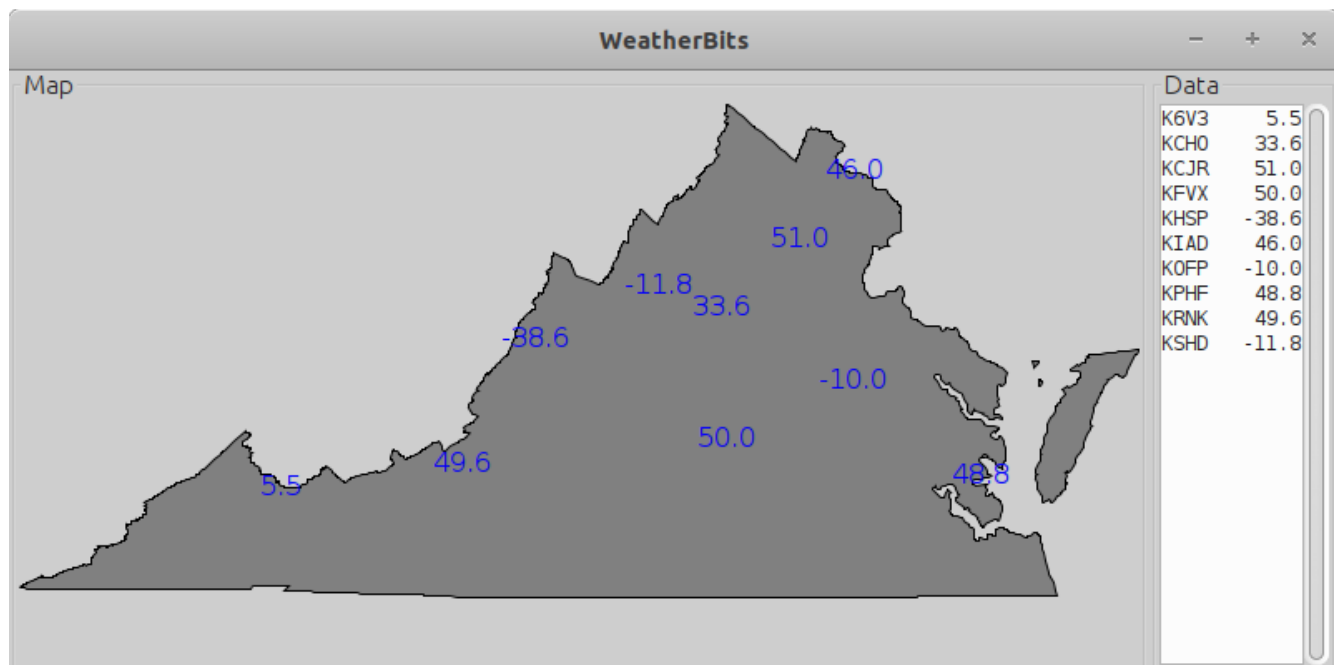 WeatherBits
Map
46.0
51.0
-11.8
33.6
-38.6
-10.0
50.0
49.6
48.8
5.5
Data
K6V3 5.5
KCHO 33.6
KCJR 51.0
KFVX 50.0
KHSP -38.6
KIAD 46.0
KOFP -10.0
KPHF 48.8
KRNK 49.6
KSHD -11.8